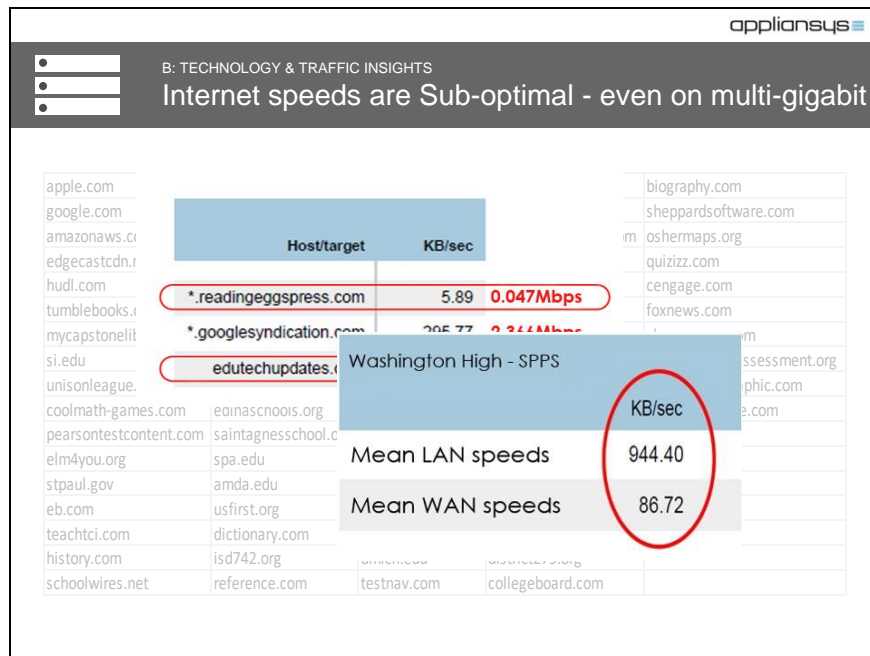 appliansys
B: TECHNOLOGY & TRAFFIC INSIGHTS
Internet speeds are Sub-optimal - even on multi-gigabit
apple.com biography.com
google.com sheppardsoftware.com
oshermaps.org
quizizz.com
hudl.com cengage.com
foxnews.com
si.edu
coolmath-games.com
pearsontestcontent.com
elm4you.org spa.edu
stpaul.gov amda.edu
eb.com usfirst.org
teachtci.com dictionary.com
history.com isd742.org
schoolwires.net reference.com testnav.com collegeboard.com
Host/target KB/sec
*.readingeggspress.com 5.89 0.047Mbps
*.googlesyndication.com 295.77 2.366Mbps
Washington High - SPPS
KB/sec
Mean LAN speeds 944.40
Mean WAN speeds 86.72